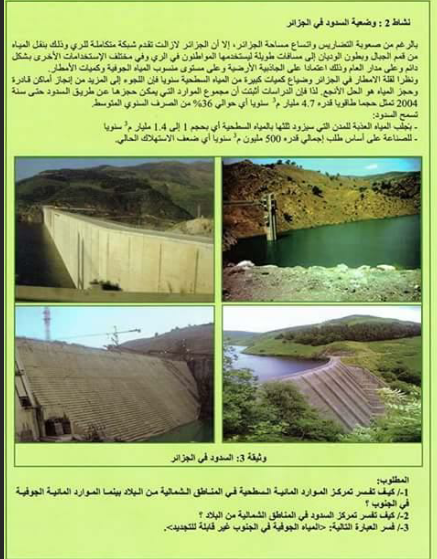 نشاط 2 : وضعية السدود في الجزائر
بالرغم من صعوبة التضاريس واتساع مساحة الجزائر، إلا أن الجزائر لازالت تقدم شبكة متكاملة للري وذلك بنقل المياه
من قمم الجبال وبطون الوديان إلى مسافات طويلة ليستخدمها المواطنون في الري وفي مختلف الإستخدامات الأخرى بشكل
دائم وعلى مدار العام وذلك اعتمادا على الجاذبية الأرضية وعلى مستوى منسوب المياه الجوفية وكميات الأمطار.
ونظرا لقلة الامطار في الجزائر وضياع كميات كبيرة من المياه السطحية سنويا فإن اللجوء إلى المزيد من إنجاز أماكن قادرة
وحجز المياه هو الحل الأنجع. لذا فإن الدراسات أثبتت أن مجموع الموارد التي يمكن حجزها عن طريق السدود حتى سنة
2004 تمثل حجما طاقويا قدره 4.7 مليار م3 سنويا أي حوالي 36% من الصرف السنوي المتوسط.
تسمح السدود:
- بجلب المياه العذبة للمدن التي سيزود ثلثها بالمياه السطحية أي بحجم 1 إلى 1.4 مليار م3 سنويا
- للصناعة على أساس طلب إجمالي قدره 500 مليون م3 سنويا أي ضعف الاستهلاك الحالي.
وثيقة 3: السدود في الجزائر
المطلوب:
1-/ كيف تفسر تمركز الموارد المائية السطحية في المناطق الشمالية من البلاد بينما الموارد المائية الجوفية
في الجنوب ؟
2-/ كيف تفسر تمركز السدود في المناطق الشمالية من البلاد ؟
3-/ فسر العبارة التالية: <المياه الجوفية في الجنوب غير قابلة للتجديد>.